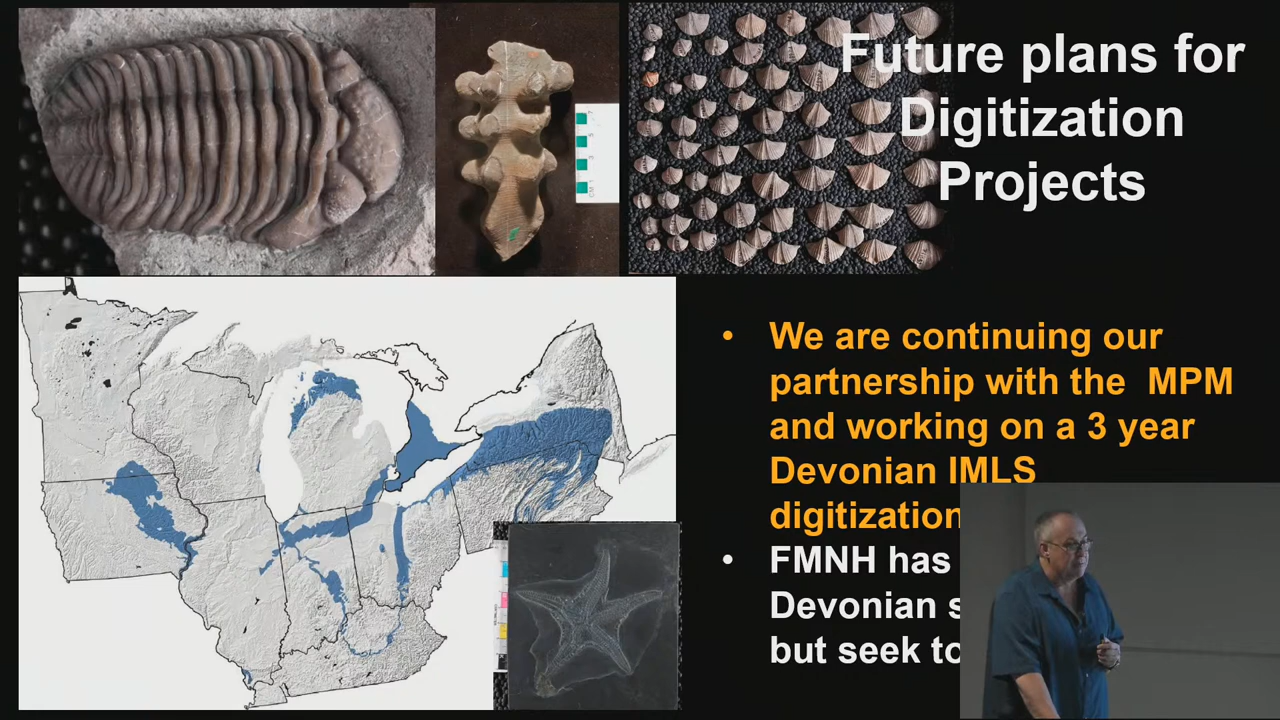 Future plans for
Digitization
Projects
• We are continuing our
partnership with the MPM
and working on a 3 year
Devonian IMLS
digitization
• FMNH has
Devonian s
but seek to